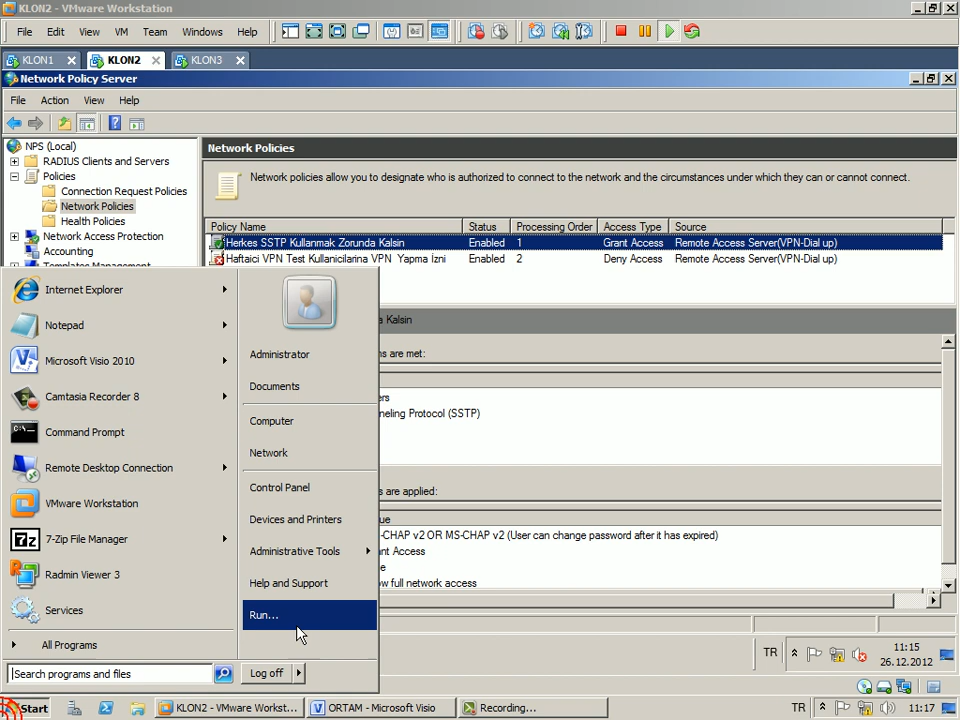 KLON2 - VMware Workstation
File Edit View VM Team Windows Help
KLON1 KLON2 KLON3
Network Policy Server
File Action View Help
NPS (Local)
RADIUS Clients and Servers
Policies
Connection Request Policies
Network Policies
Health Policies
Network Access Protection
Accounting
Templates Management
Network Policies
Network policies allow you to designate who is authorized to connect to the network and the circumstances under which they can or cannot connect.
Policy Name Status Processing Order Access Type Source
Herkes SSTP Kullanmak Zorunda Kalsin Enabled 1 Grant Access Remote Access Server(VPN-Dial up)
Haftaici VPN Test Kullanicilarina VPN Yapma İzni Enabled 2 Deny Access Remote Access Server(VPN-Dial up)
Kalsin
are met:
neling Protocol (SSTP)
are applied:
-CHAP v2 OR MS-CHAP v2 (User can change password after it has expired)
Access
full network access
Internet Explorer
Notepad
Microsoft Visio 2010
Camtasia Recorder 8
Command Prompt
Remote Desktop Connection
VMware Workstation
7z 7-Zip File Manager
Radmin Viewer 3
Services
All Programs
Search programs and files
Administrator
Documents
Computer
Network
Control Panel
Devices and Printers
Administrative Tools
Help and Support
Run...
Log off
TR 11:15
26.12.2012
Start KLON2 - VMware Workst... ORTAM - Microsoft Visio Recording... TR 11:17